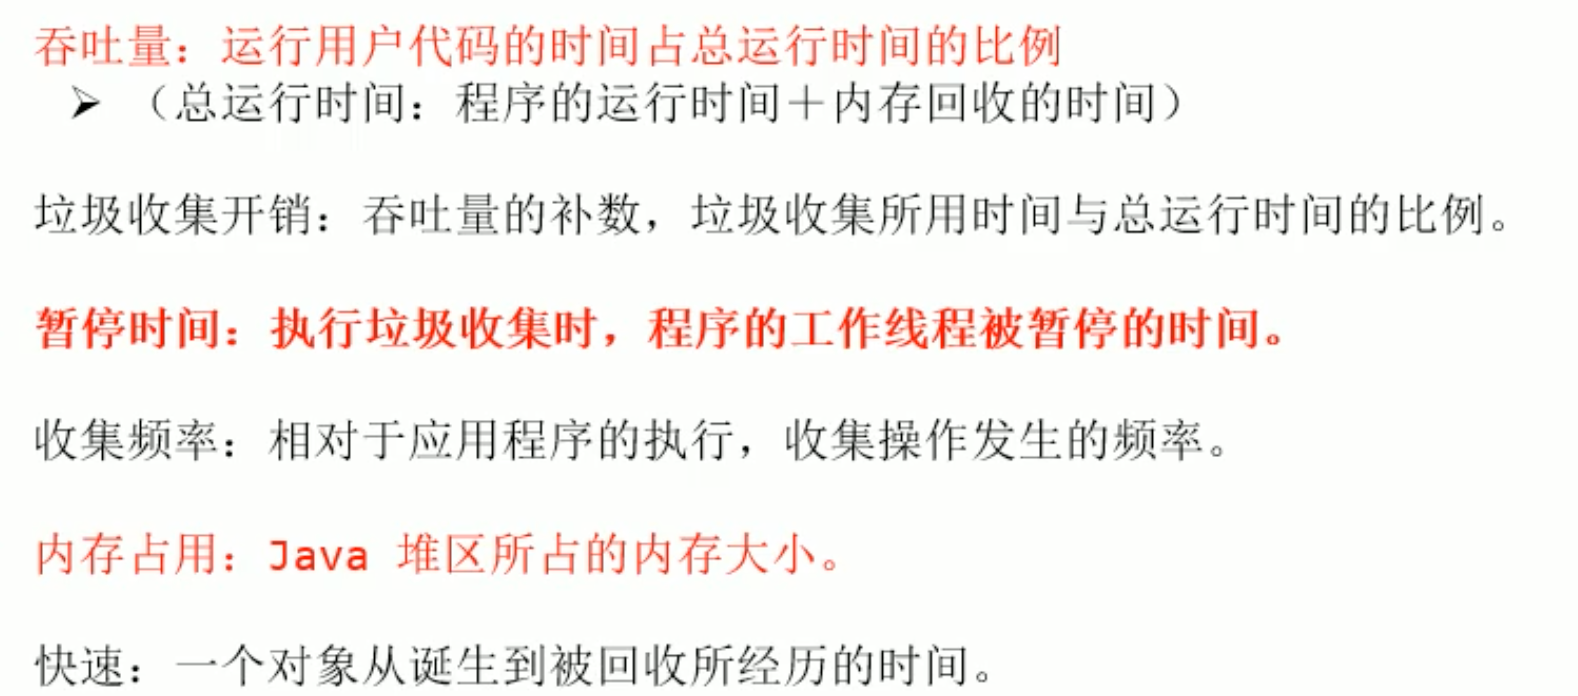 吞吐量：运行用户代码的时间占总运行时间的比例
➢ （总运行时间：程序的运行时间＋内存回收的时间）
垃圾收集开销：吞吐量的补数，垃圾收集所用时间与总运行时间的比例。
暂停时间：执行垃圾收集时，程序的工作线程被暂停的时间。
收集频率：相对于应用程序的执行，收集操作发生的频率。
内存占用：Java 堆区所占的内存大小。
快速：一个对象从诞生到被回收所经历的时间。